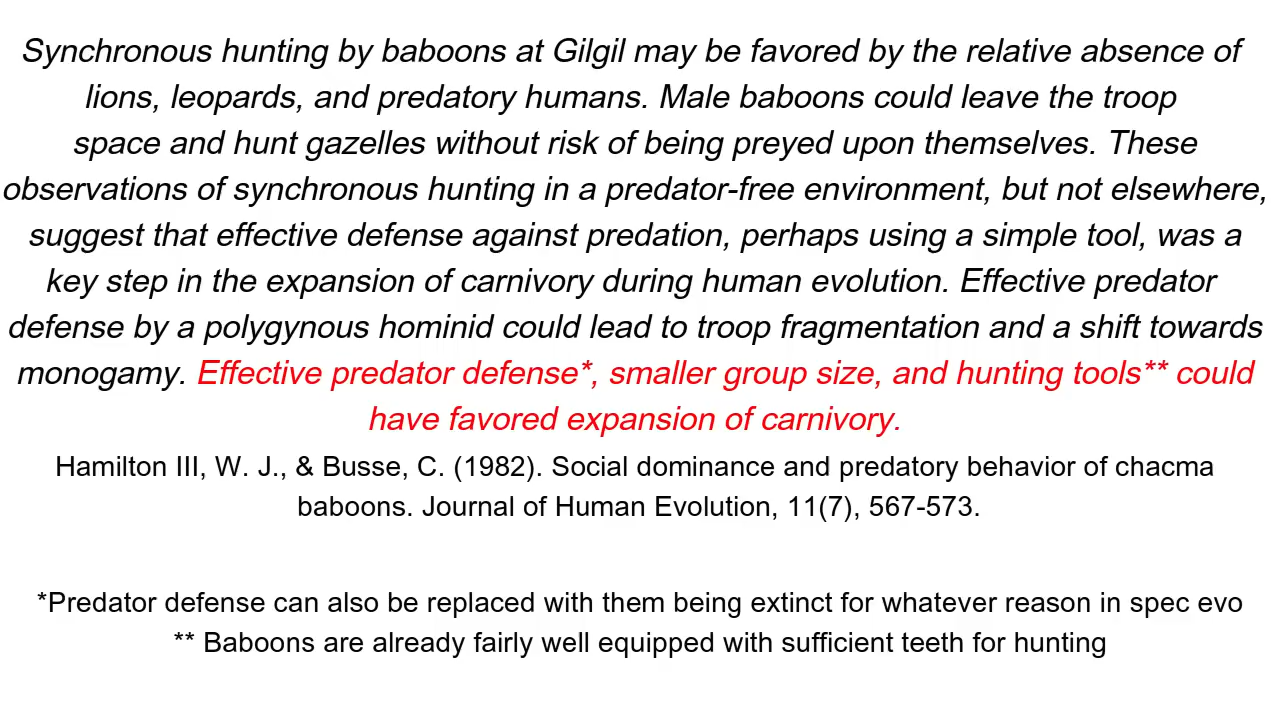 Synchronous hunting by baboons at Gilgil may be favored by the relative absence of
lions, leopards, and predatory humans. Male baboons could leave the troop
space and hunt gazelles without risk of being preyed upon themselves. These
observations of synchronous hunting in a predator-free environment, but not elsewhere,
suggest that effective defense against predation, perhaps using a simple tool, was a
key step in the expansion of carnivory during human evolution. Effective predator
defense by a polygynous hominid could lead to troop fragmentation and a shift towards
monogamy. Effective predator defense*, smaller group size, and hunting tools** could
have favored expansion of carnivory.
Hamilton III, W. J., & Busse, C. (1982). Social dominance and predatory behavior of chacma
baboons. Journal of Human Evolution, 11(7), 567-573.
*Predator defense can also be replaced with them being extinct for whatever reason in spec evo
** Baboons are already fairly well equipped with sufficient teeth for hunting